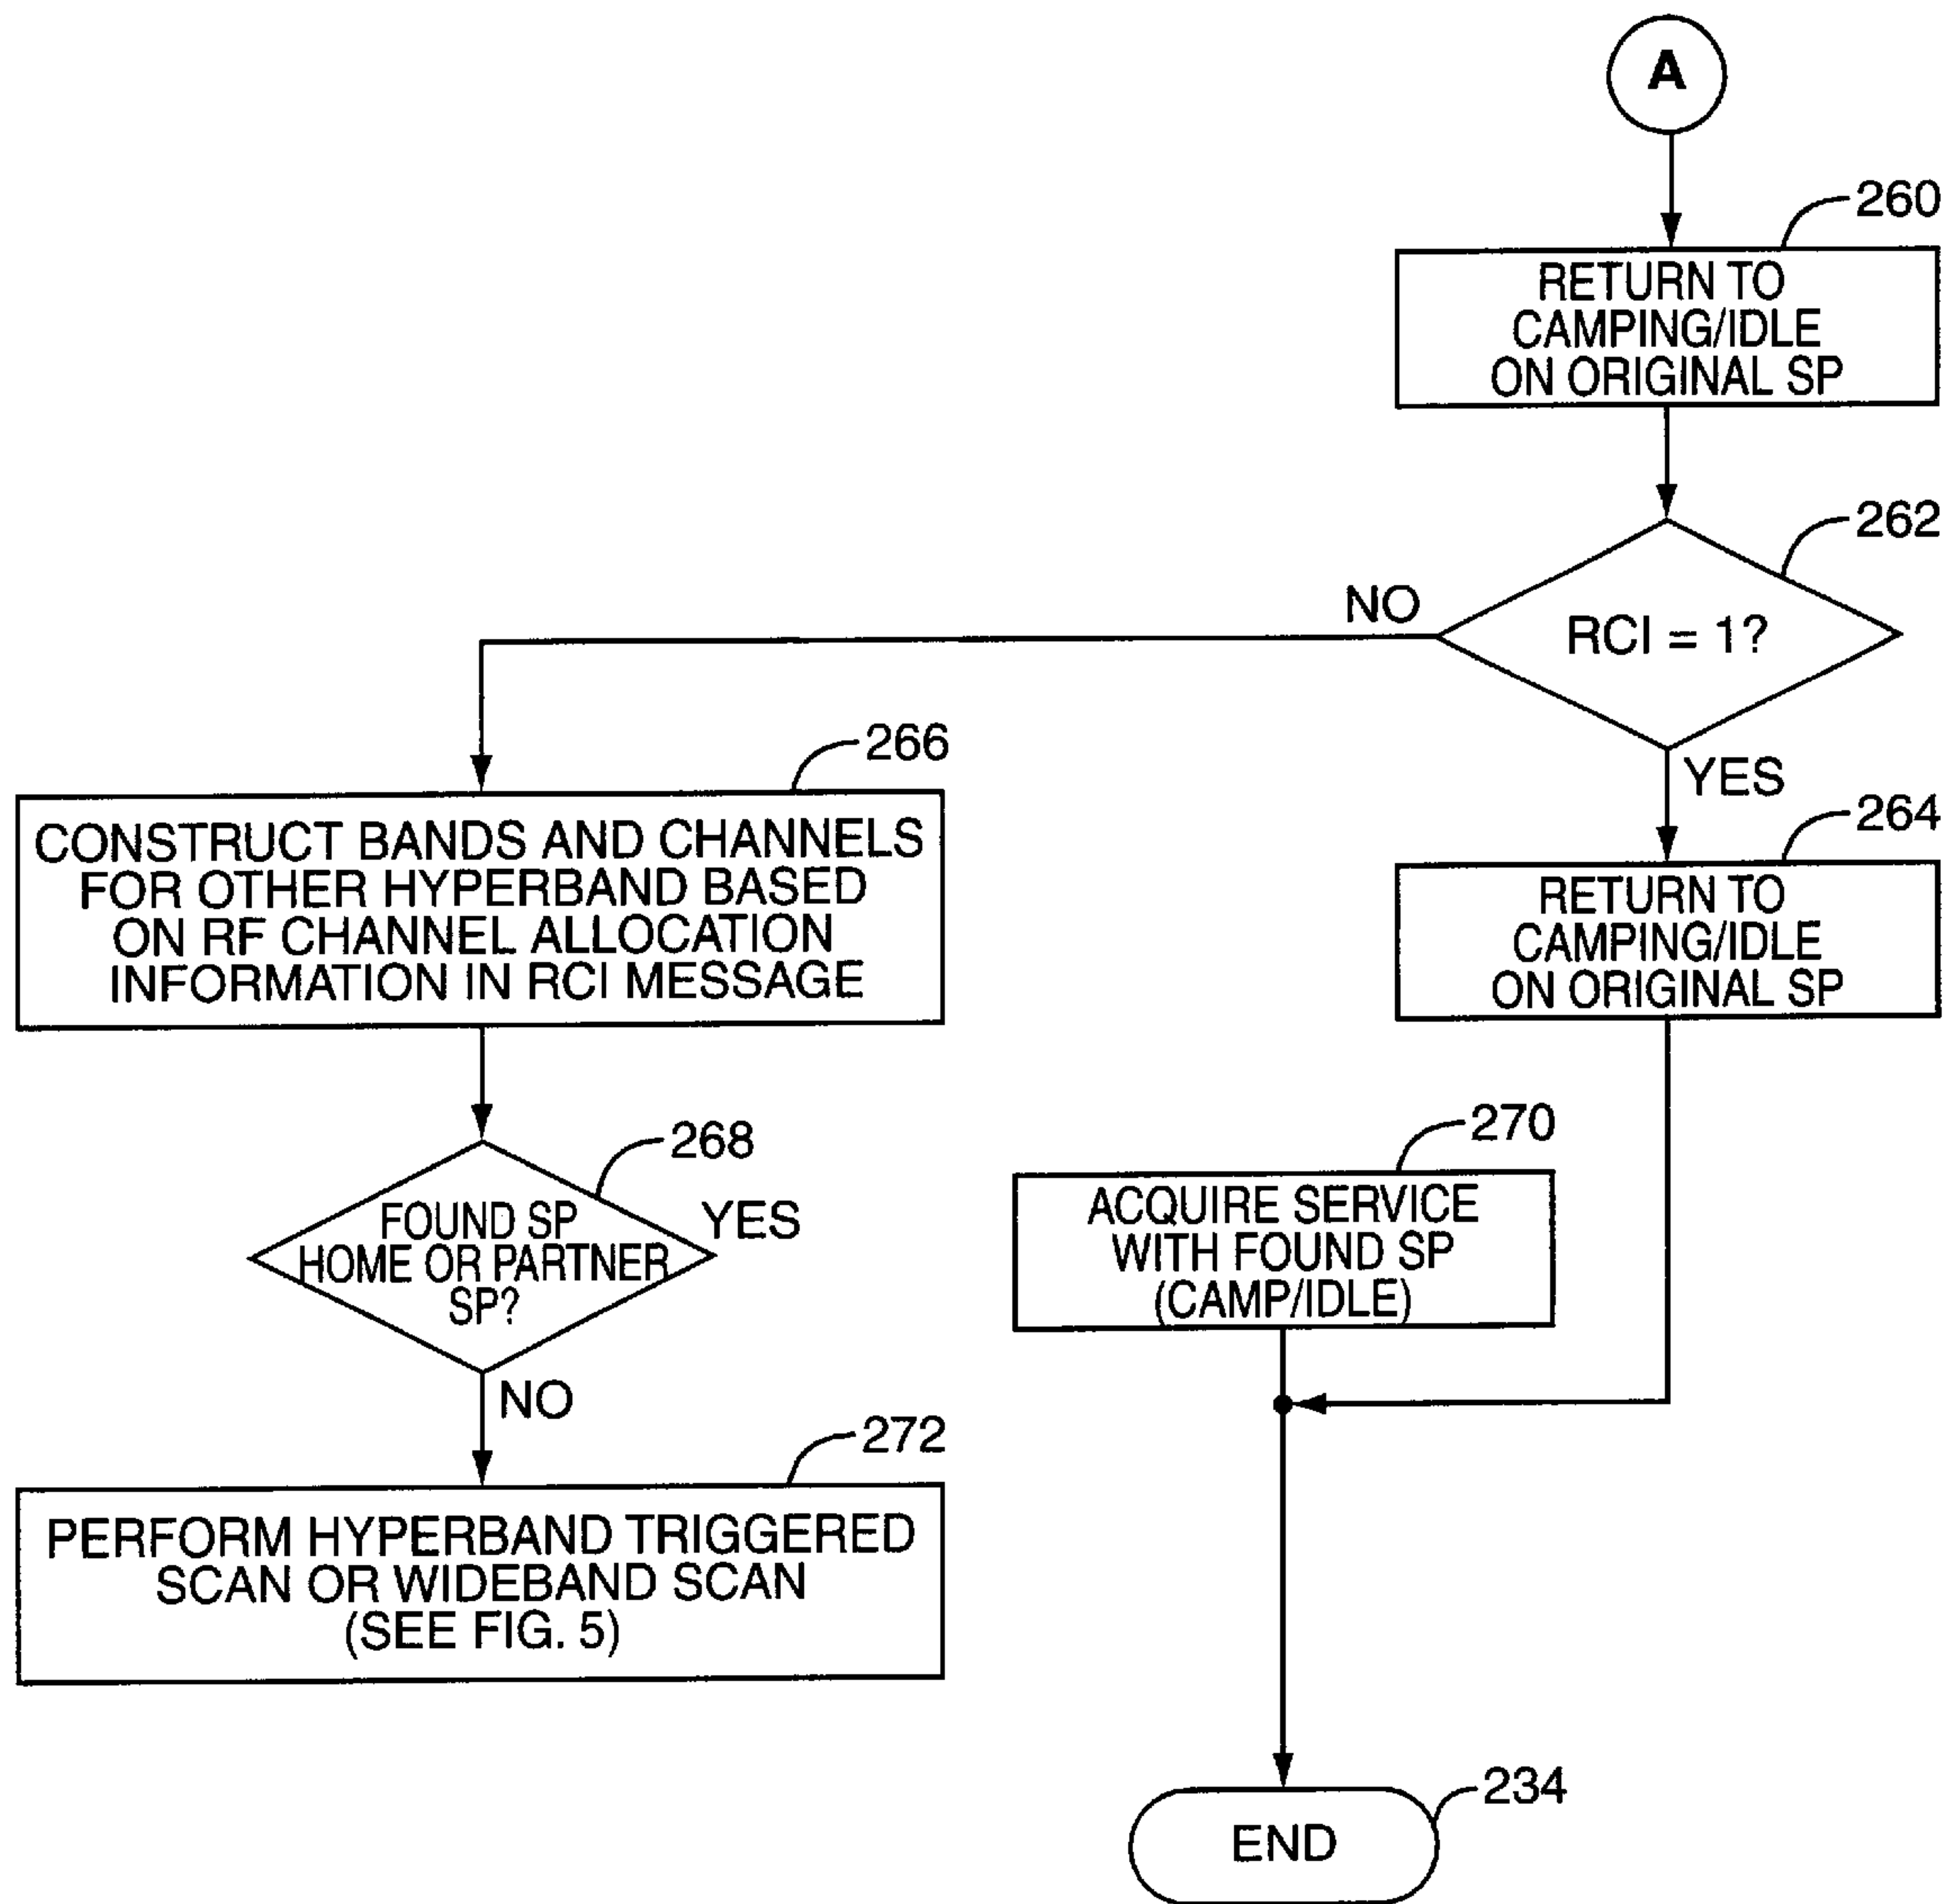 A
260
RETURN TO
CAMPING/IDLE
ON ORIGINAL SP
262
RCI = 1?
NO
YES
266
CONSTRUCT BANDS AND CHANNELS
FOR OTHER HYPERBAND BASED
ON RF CHANNEL ALLOCATION
INFORMATION IN RCI MESSAGE
264
RETURN TO
CAMPING/IDLE
ON ORIGINAL SP
268
FOUND SP
HOME OR PARTNER
SP?
YES
NO
270
ACQUIRE SERVICE
WITH FOUND SP
(CAMP/IDLE)
272
PERFORM HYPERBAND TRIGGERED
SCAN OR WIDEBAND SCAN
(SEE FIG. 5)
234
END